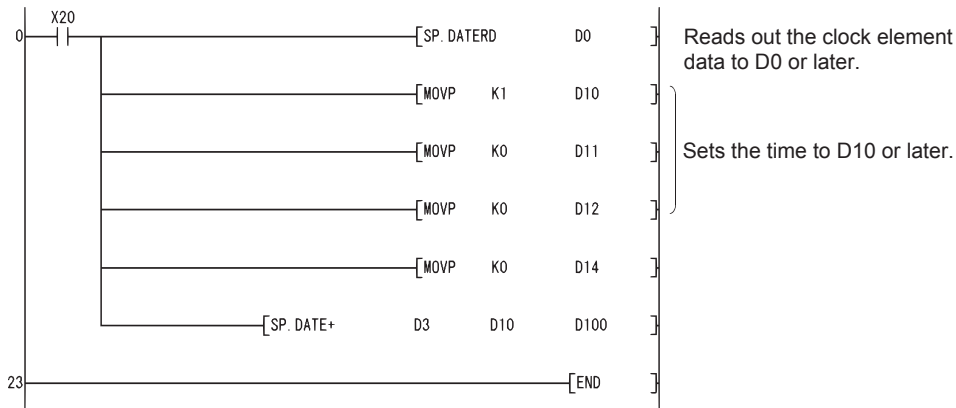 X20
0 [SP. DATERD D0 ] Reads out the clock element
data to D0 or later.
[MOVP K1 D10 ]
[MOVP K0 D11 ] Sets the time to D10 or later.
[MOVP K0 D12 ]
[MOVP K0 D14 ]
[SP. DATE+ D3 D10 D100 ]
23 [END ]